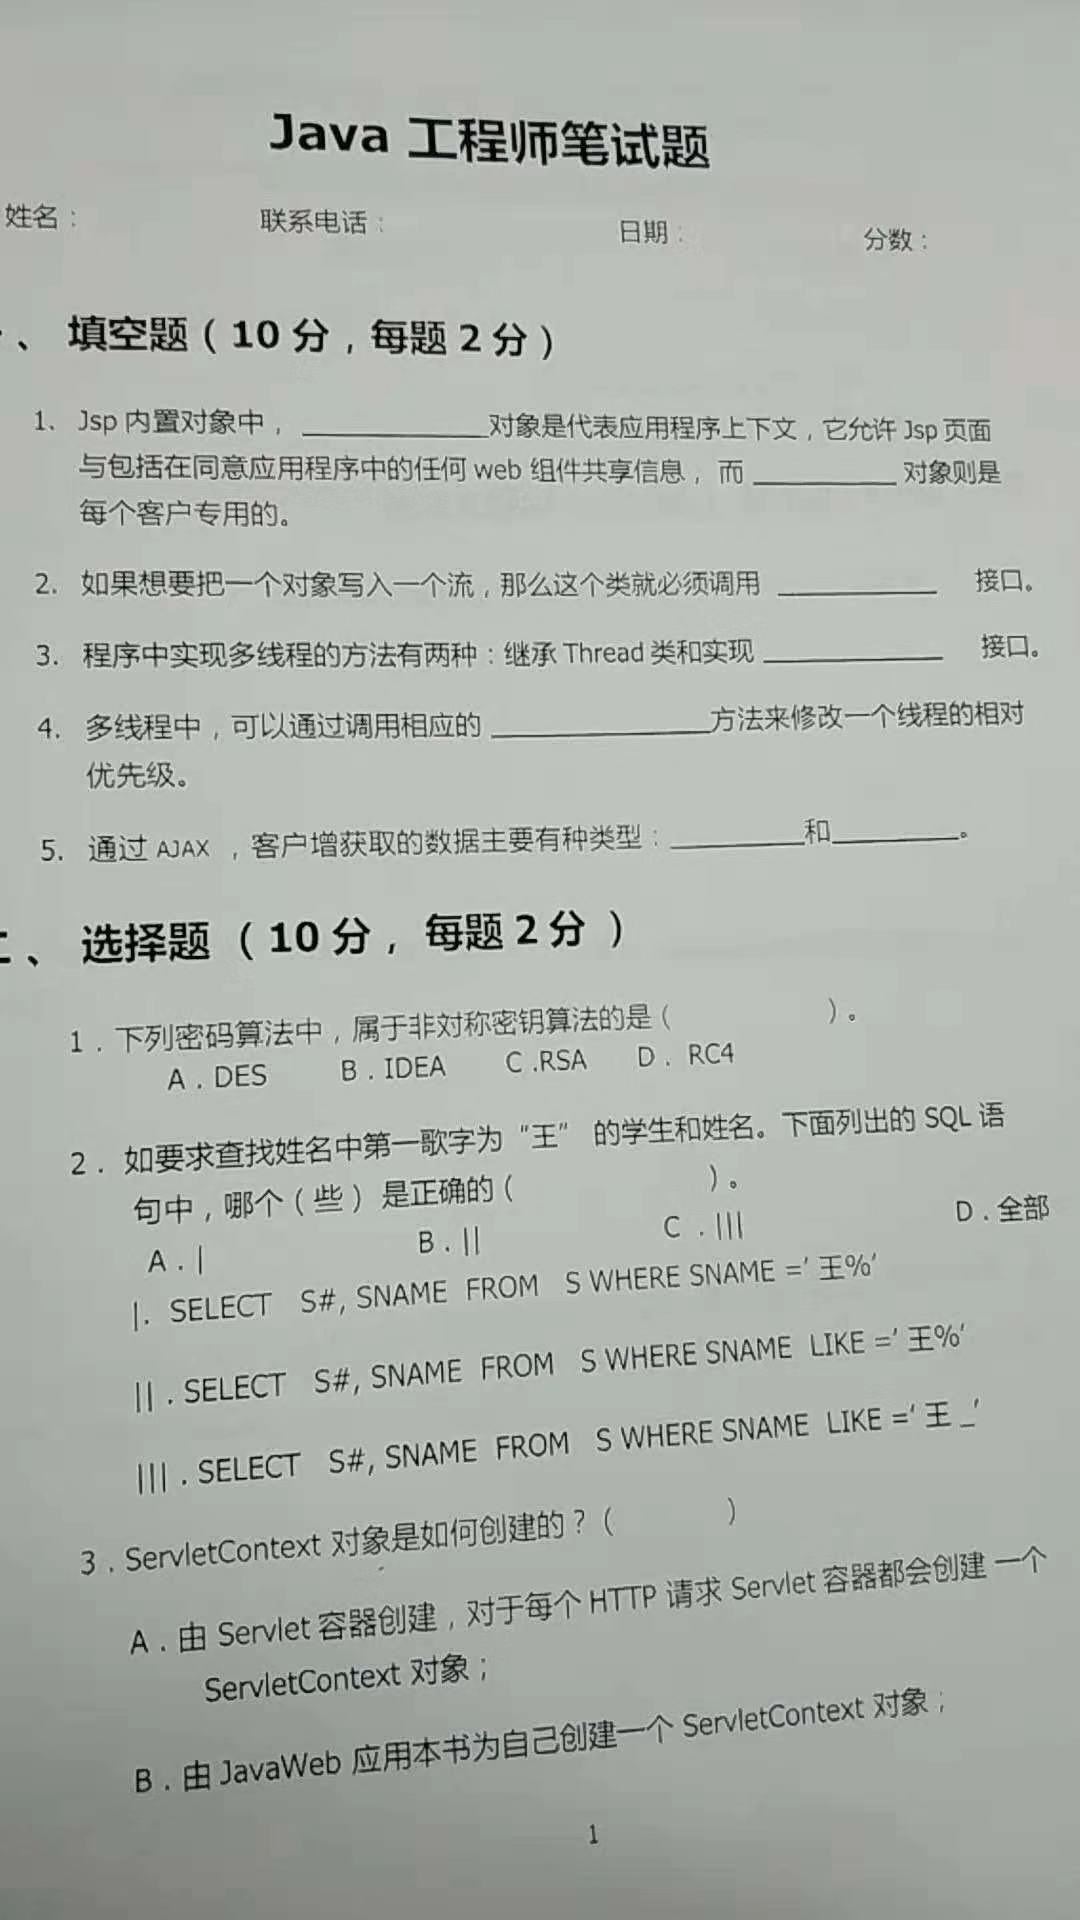 Java 工程师笔试题
姓名： 联系电话： 日期： 分数：
、 填空题（10 分，每题 2 分）
1、 Jsp 内置对象中，____________对象是代表应用程序上下文，它允许 Jsp 页面
与包括在同意应用程序中的任何 web 组件共享信息，而 __________ 对象则是
每个客户专用的。
2. 如果想要把一个对象写入一个流，那么这个类就必须调用 ___________ 接口。
3. 程序中实现多线程的方法有两种：继承 Thread 类和实现 ____________ 接口。
4. 多线程中，可以通过调用相应的 _______________方法来修改一个线程的相对
优先级。
5. 通过 AJAX ，客户增获取的数据主要有种类型：_________和_________。
二、 选择题 （10 分， 每题 2 分 ）
1．下列密码算法中，属于非对称密钥算法的是（ ）。
A．DES B．IDEA C .RSA D．RC4
2．如要求查找姓名中第一歌字为“王” 的学生和姓名。下面列出的 SQL 语
句中，哪个（些） 是正确的（ ）。
A．| B．|| C ．||| D．全部
|. SELECT S#, SNAME FROM S WHERE SNAME =’ 王%’
||．SELECT S#, SNAME FROM S WHERE SNAME LIKE =’ 王%’
|||．SELECT S#, SNAME FROM S WHERE SNAME LIKE =’ 王 _’
3．ServletContext 对象是如何创建的？（ ）
A．由 Servlet 容器创建，对于每个 HTTP 请求 Servlet 容器都会创建 一个
ServletContext 对象；
B．由 JavaWeb 应用本书为自己创建一个 ServletContext 对象；
1